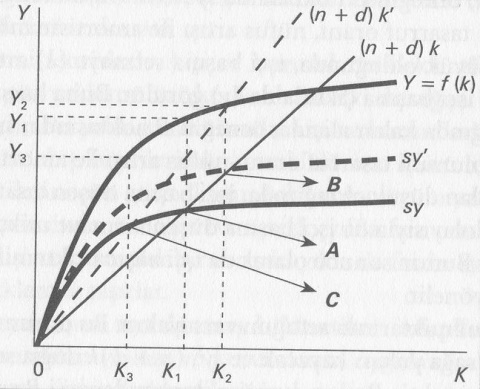 Y
(n + d) k'
(n + d) k
Y = f (k)
Y₂
Y₁
Y₃
sy'
B
sy
A
C
0
K₃ K₁ K₂ K